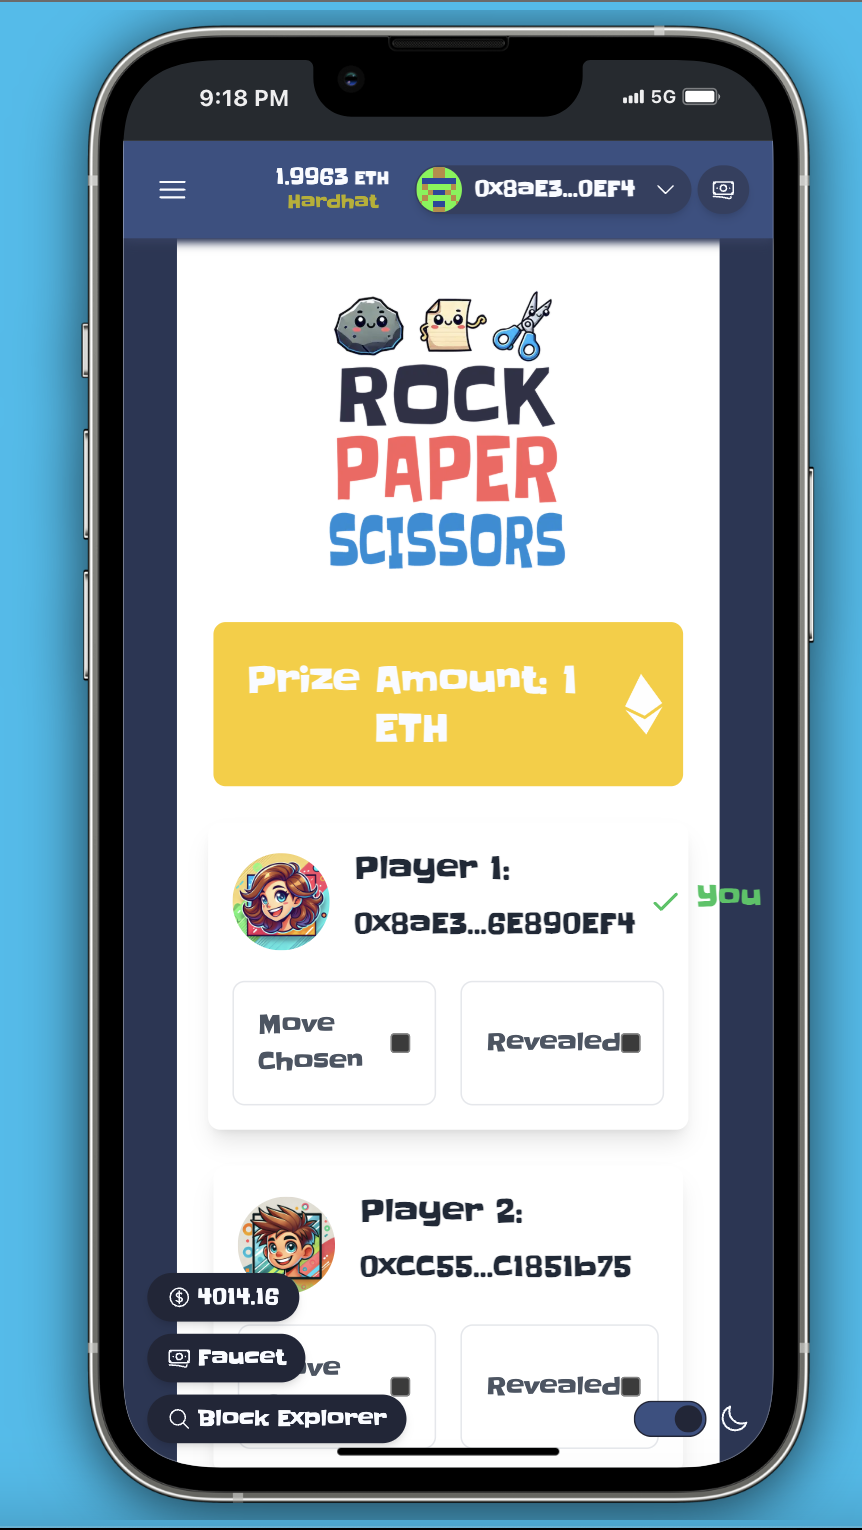 9:18 PM
5G
1.9963 ETH
Hardhat
0x8aE3...0EF4
ROCK
PAPER
SCISSORS
Prize Amount: 1
ETH
Player 1:
0x8aE3...6E890EF4
You
Move
Chosen
Revealed
Player 2:
0xCC55...C1851b75
4014.16
Faucet
ve
Revealed
Block Explorer